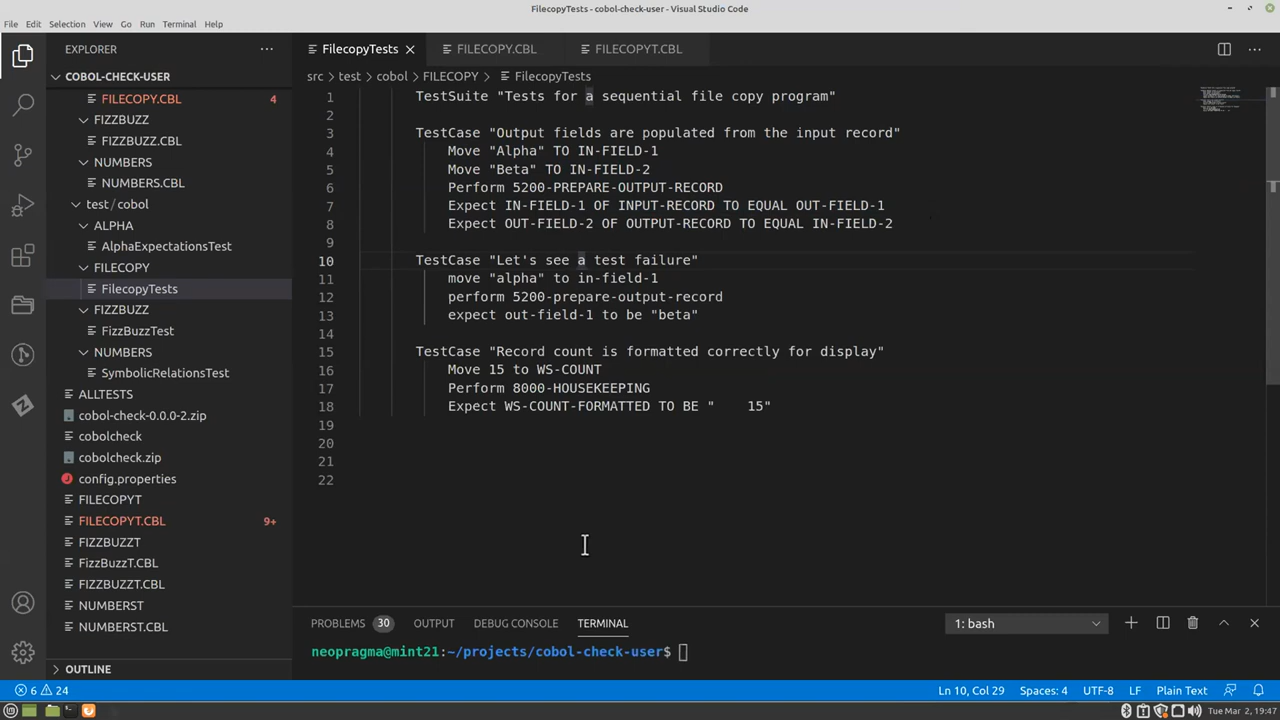 FilecopyTests - cobol-check-user - Visual Studio Code
File Edit Selection View Go Run Terminal Help
EXPLORER
COBOL-CHECK-USER
FILECOPY.CBL 4
FIZZBUZZ
FIZZBUZZ.CBL
NUMBERS
NUMBERS.CBL
test/cobol
ALPHA
AlphaExpectationsTest
FILECOPY
FilecopyTests
FIZZBUZZ
FizzBuzzTest
NUMBERS
SymbolicRelationsTest
ALLTESTS
cobol-check-0.0.0-2.zip
cobolcheck
cobolcheck.zip
config.properties
FILECOPYT
FILECOPYT.CBL 9+
FIZZBUZZT
FizzBuzzT.CBL
FIZZBUZZT.CBL
NUMBERST
NUMBERST.CBL
OUTLINE
FilecopyTests FILECOPY.CBL FILECOPYT.CBL
src > test > cobol > FILECOPY > FilecopyTests
1 TestSuite "Tests for a sequential file copy program"
2
3 TestCase "Output fields are populated from the input record"
4 Move "Alpha" TO IN-FIELD-1
5 Move "Beta" TO IN-FIELD-2
6 Perform 5200-PREPARE-OUTPUT-RECORD
7 Expect IN-FIELD-1 OF INPUT-RECORD TO EQUAL OUT-FIELD-1
8 Expect OUT-FIELD-2 OF OUTPUT-RECORD TO EQUAL IN-FIELD-2
9
10 TestCase "Let's see a test failure"
11 move "alpha" to in-field-1
12 perform 5200-prepare-output-record
13 expect out-field-1 to be "beta"
14
15 TestCase "Record count is formatted correctly for display"
16 Move 15 to WS-COUNT
17 Perform 8000-HOUSEKEEPING
18 Expect WS-COUNT-FORMATTED TO BE "    15"
19
20
21
22
PROBLEMS 30 OUTPUT DEBUG CONSOLE TERMINAL 1: bash
neopragma@mint21:~/projects/cobol-check-user$
6 24 Ln 10, Col 29 Spaces: 4 UTF-8 LF Plain Text
Tue Mar 2, 19:47